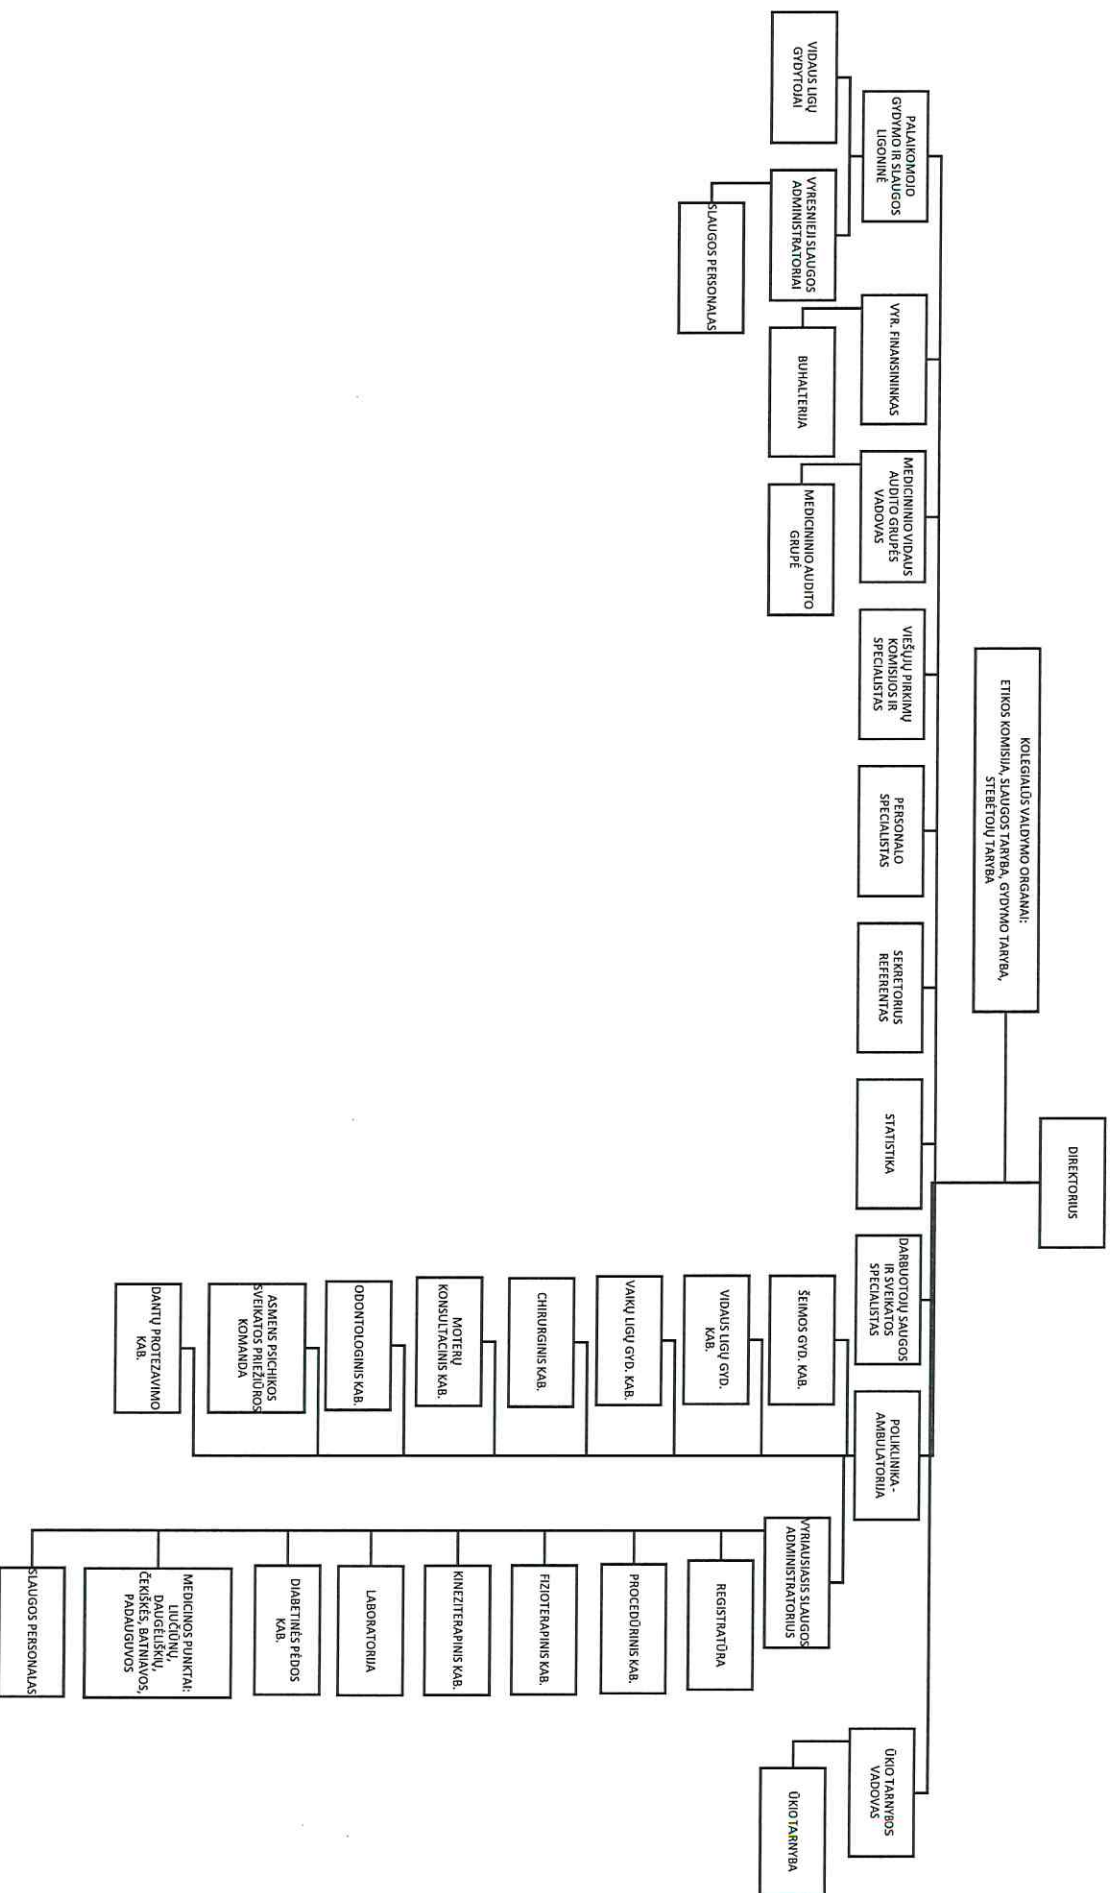 DIREKTORIUS
KOLEGIALŪS VALDYMO ORGANAI:
ETIKOS KOMISIJA, SLAUGOS TARYBA, GYDYMO TARYBA,
STEBĖTOJŲ TARYBA
PALAIKOMOJO
GYDYMO IR SLAUGOS
LIGONINĖ
VIDAUS LIGŲ
GYDYTOJAI
VYRESNIEJI SLAUGOS
ADMINISTRATORIAI
SLAUGOS PERSONALAS
VYR. FINANSININKAS
BUHALTERIJA
MEDICININIO VIDAUS
AUDITO GRUPĖS
VADOVAS
MEDICININIO AUDITO
GRUPĖ
VIEŠŲJŲ PIRKIMŲ
KOMISIJOS IR
SPECIALISTAS
PERSONALO
SPECIALISTAS
SEKRETORIUS
REFERENTAS
STATISTIKA
DARBUOTOJŲ SAUGOS
IR SVEIKATOS
SPECIALISTAS
POLIKLINIKA-
AMBULATORIJA
ŠEIMOS GYD. KAB.
VIDAUS LIGŲ GYD.
KAB.
VAIKŲ LIGŲ GYD. KAB.
CHIRURGINIS KAB.
MOTERŲ
KONSULTACINIS KAB.
ODONTOLOGINIS KAB.
ASMENS PSICHIKOS
SVEIKATOS PRIEŽIŪROS
KOMANDA
DANTŲ PROTEZAVIMO
KAB.
VYRIAUSIASIS SLAUGOS
ADMINISTRATORIUS
REGISTRATŪRA
PROCEDŪRINIS KAB.
FIZIOTERAPINIS KAB.
KINEZITERAPINIS KAB.
LABORATORIJA
DIABETINĖS PĖDOS
KAB.
MEDICINOS PUNKTAI:
LIUČIŪNŲ,
DAUGĖLIŠKIŲ,
ČEKIŠKĖS, BATNIAVOS,
PADAUGUVOS
SLAUGOS PERSONALAS
ŪKIO TARNYBOS
VADOVAS
ŪKIO TARNYBA